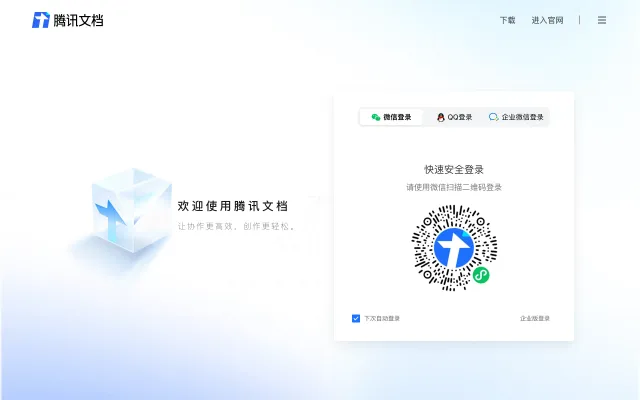 腾讯文档
下载
进入官网
微信登录
QQ登录
企业微信登录
快速安全登录
请使用微信扫描二维码登录
欢迎使用腾讯文档
让协作更高效，创作更轻松。
下次自动登录
企业版登录